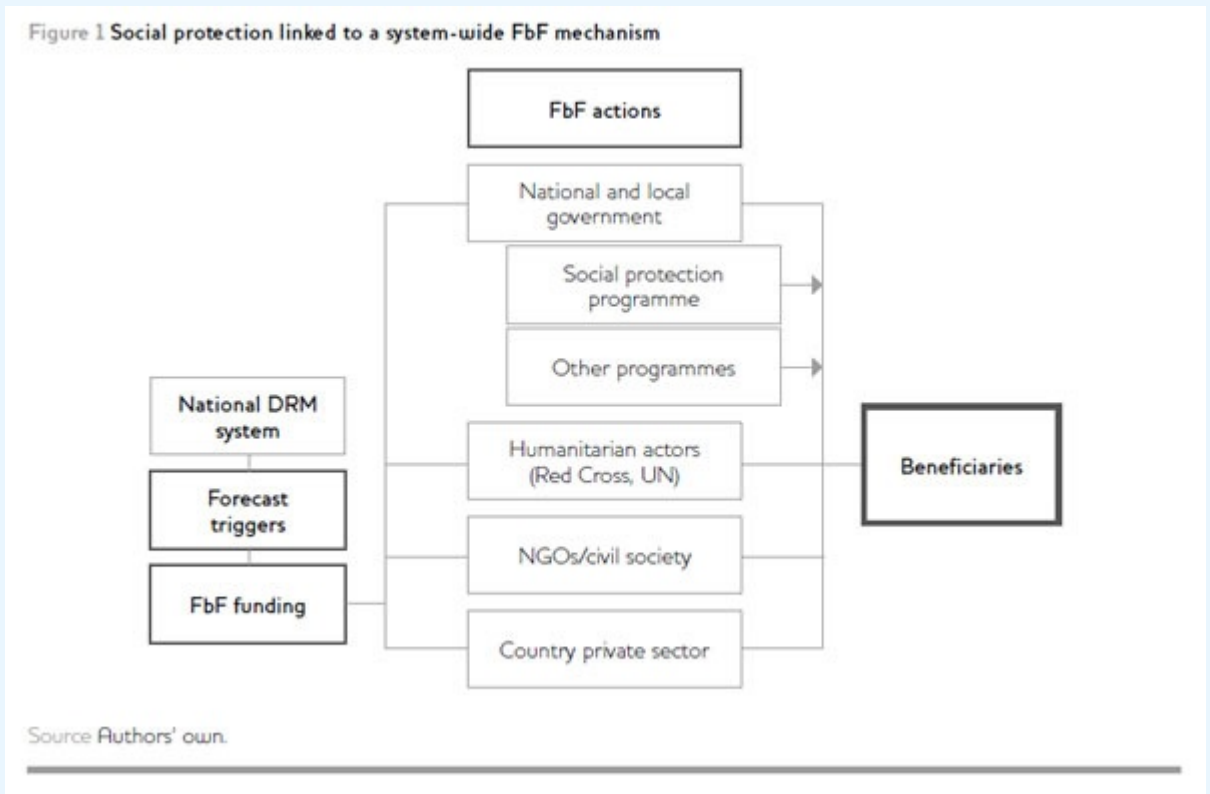 Figure 1 Social protection linked to a system-wide FbF mechanism
FbF actions
National and local
government
Social protection
programme
Other programmes
National DRM
system
Forecast
triggers
FbF funding
Humanitarian actors
(Red Cross, UN)
NGOs/civil society
Country private sector
Beneficiaries
Source Authors' own.